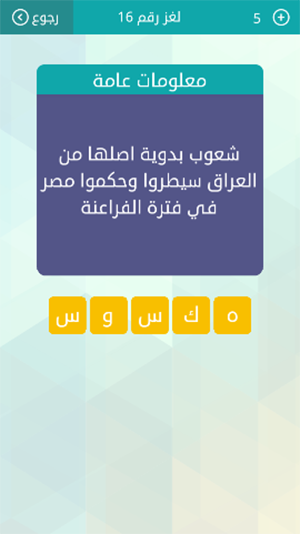 رجوع
لغز رقم 16
5
معلومات عامة
شعوب بدوية اصلها من
العراق سيطروا وحكموا مصر
في فترة الفراعنة
ه ك س و س